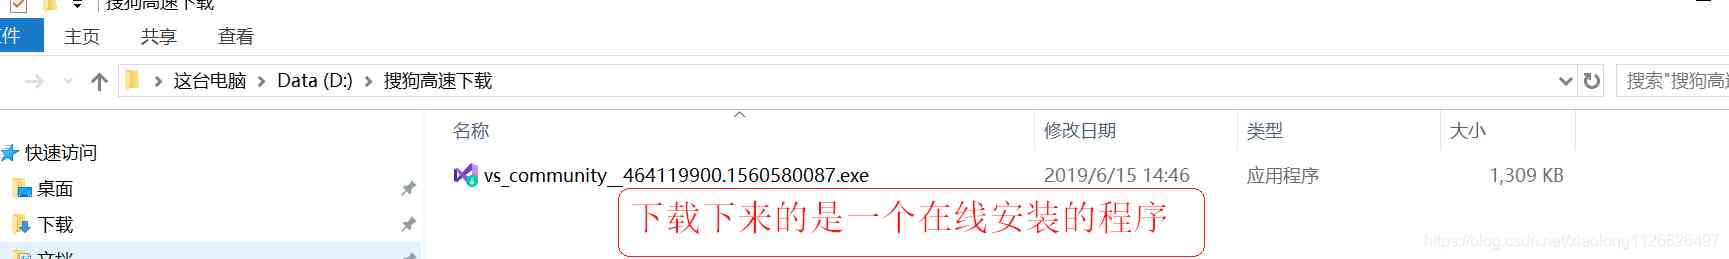 搜狗高速下载
文件 主页 共享 查看
这台电脑 Data (D:) 搜狗高速下载 搜索"搜狗高速
名称 修改日期 类型 大小
快速访问
vs_community__464119900.1560580087.exe 2019/6/15 14:46 应用程序 1,309 KB
桌面
下载下来的是一个在线安装的程序
下载
https://blog.csdn.net/xiaolong1126626497
文档